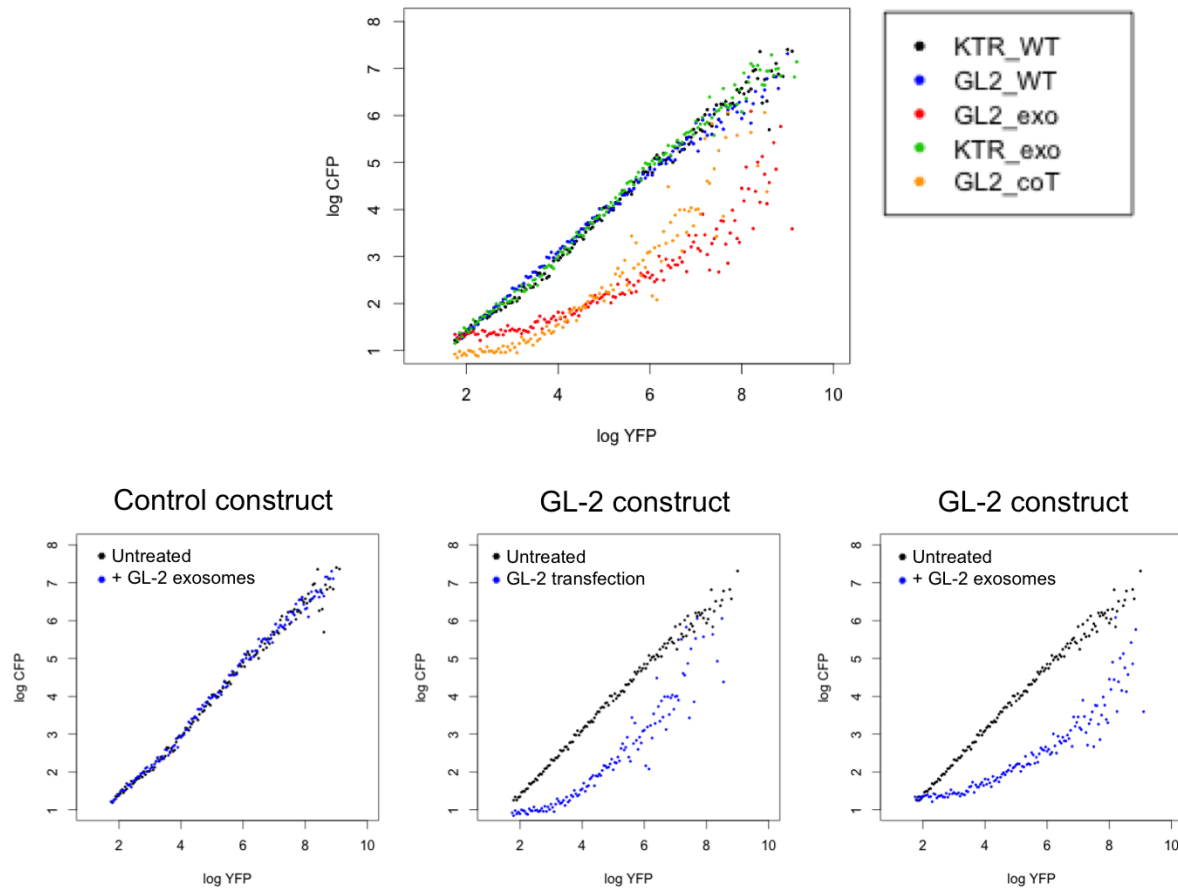 8
7
6
5
4
3
2
1
log CFP
2 4 6 8 10
log YFP
KTR_WT
GL2_WT
GL2_exo
KTR_exo
GL2_coT
Control construct
8
7
6
5
4
3
2
1
log CFP
Untreated
+ GL-2 exosomes
2 4 6 8 10
log YFP
GL-2 construct
8
7
6
5
4
3
2
1
log CFP
Untreated
GL-2 transfection
2 4 6 8 10
log YFP
GL-2 construct
8
7
6
5
4
3
2
1
log CFP
Untreated
+ GL-2 exosomes
2 4 6 8 10
log YFP